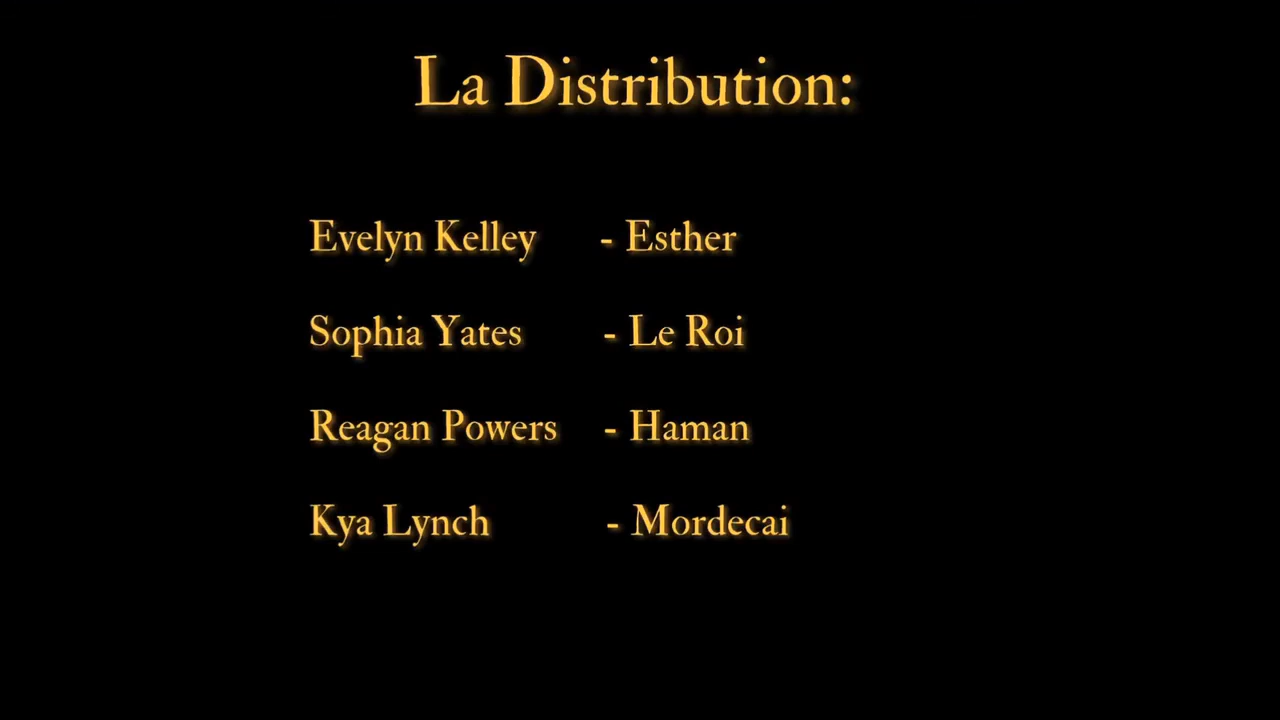 La Distribution:
Evelyn Kelley - Esther
Sophia Yates - Le Roi
Reagan Powers - Haman
Kya Lynch - Mordecai